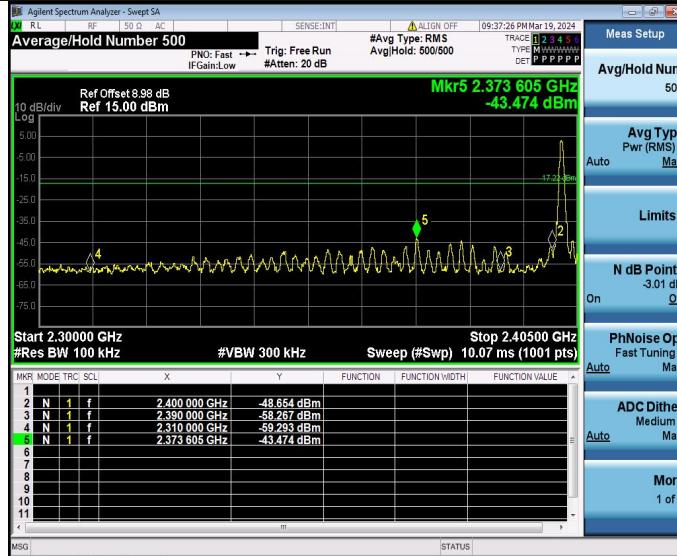 Agilent Spectrum Analyzer - Swept SA
RL RF 50 Ω AC SENSE:INT ALIGN OFF 09:37:26 PM Mar 19, 2024
Average/Hold Number 500
PNO: Fast
IFGain:Low
Trig: Free Run
#Atten: 20 dB
#Avg Type: RMS
Avg|Hold: 500/500
TRACE 1 2 3 4 5 6
TYPE M WWWWW
DET P P P P P P
Ref Offset 8.98 dB
Ref 15.00 dBm
10 dB/div
Log
Mkr5 2.373 605 GHz
-43.474 dBm
5.00
-5.00
-15.0
-17.22 dBm
-25.0
-35.0
-45.0
-55.0
-65.0
-75.0
4
5
3
2
Start 2.30000 GHz
Stop 2.40500 GHz
#Res BW 100 kHz
#VBW 300 kHz
Sweep (#Swp) 10.07 ms (1001 pts)
MKR MODE TRC SCL X Y FUNCTION FUNCTION WIDTH FUNCTION VALUE
1
2 N 1 f 2.400 000 GHz -48.654 dBm
3 N 1 f 2.390 000 GHz -58.267 dBm
4 N 1 f 2.310 000 GHz -59.293 dBm
5 N 1 f 2.373 605 GHz -43.474 dBm
6
7
8
9
10
11
MSG STATUS
Meas Setup
Avg/Hold Num
50
Avg Typ
Pwr (RMS)
Auto Ma
Limits
N dB Point
-3.01 d
On O
PhNoise Op
Fast Tuning
Auto Ma
ADC Dithe
Medium
Auto Ma
Mor
1 of